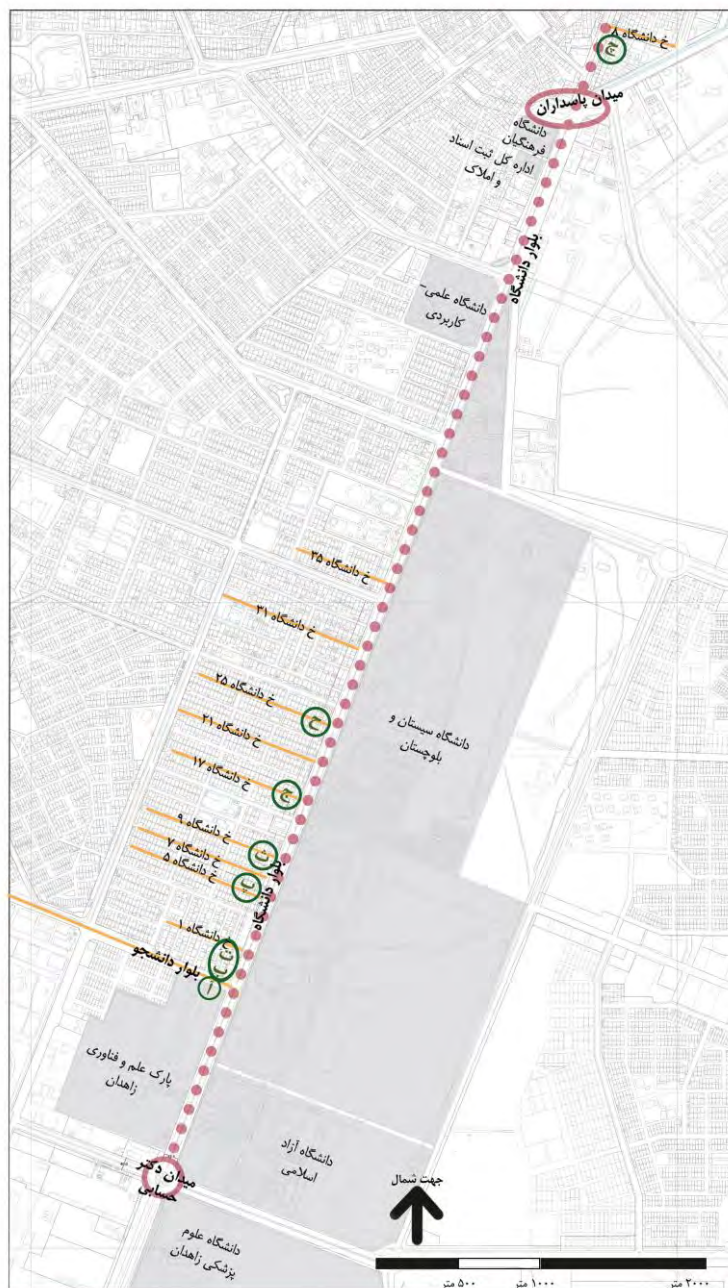 خ دانشگاه ۸
چ
میدان پاسداران
دانشگاه
فرهنگیان
اداره کل ثبت اسناد
و املاک
بلوار دانشگاه
دانشگاه علمی-
کاربردی
خ دانشگاه ۳۵
خ دانشگاه ۳۱
خ دانشگاه ۲۵
ح
خ دانشگاه ۲۱
دانشگاه سیستان و
بلوچستان
خ دانشگاه ۱۷
ج
خ دانشگاه ۹
ث
خ دانشگاه ۷
خ دانشگاه ۵
پ
بلوار دانشگاه
خ دانشگاه ۱
ت
ب
بلوار دانشجو
آ
پارک علم و فناوری
زاهدان
دانشگاه آزاد
اسلامی
میدان دکتر
حسابی
جهت شمال
دانشگاه علوم
پزشکی زاهدان
۵۰۰ متر
۱۰۰۰ متر
۲۰۰۰ متر